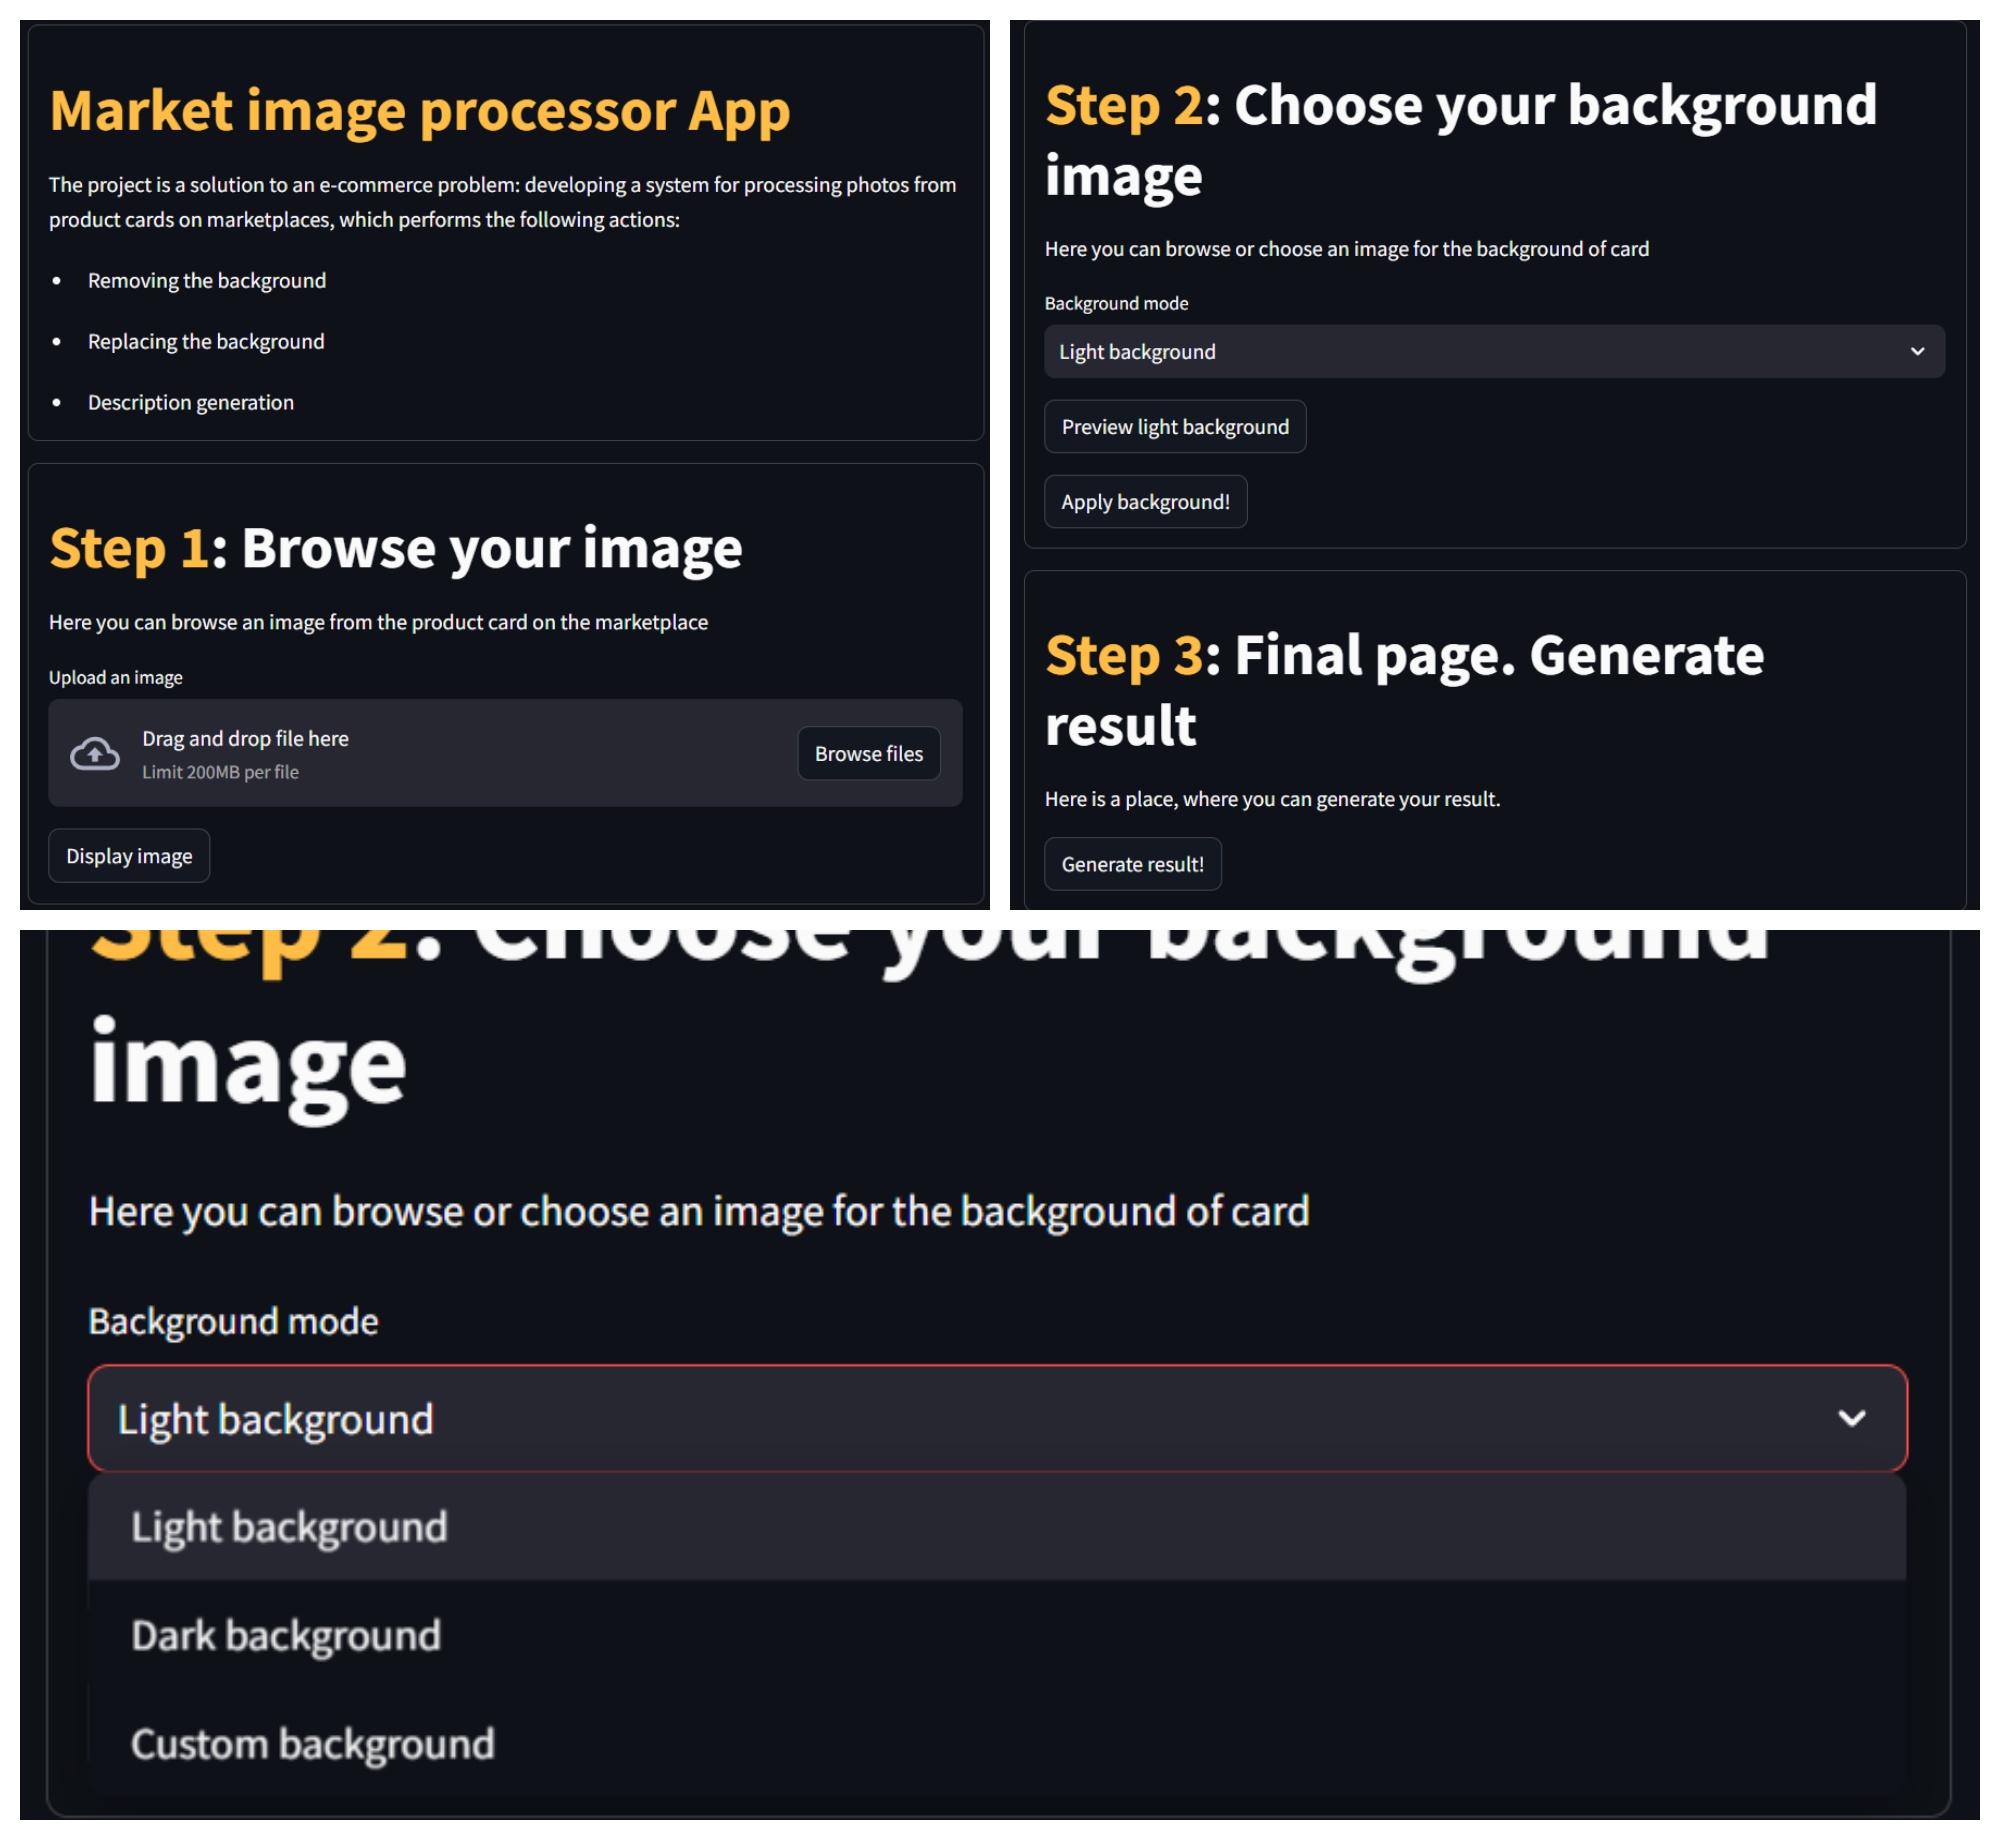 Market image processor App
The project is a solution to an e-commerce problem: developing a system for processing photos from
product cards on marketplaces, which performs the following actions:
• Removing the background
• Replacing the background
• Description generation
Step 1: Browse your image
Here you can browse an image from the product card on the marketplace
Upload an image
Drag and drop file here
Limit 200MB per file
Browse files
Display image
Step 2: Choose your background
image
Here you can browse or choose an image for the background of card
Background mode
Light background
Preview light background
Apply background!
Step 3: Final page. Generate
result
Here is a place, where you can generate your result.
Generate result!
Step 2: Choose your background
image
Here you can browse or choose an image for the background of card
Background mode
Light background
Light background
Dark background
Custom background